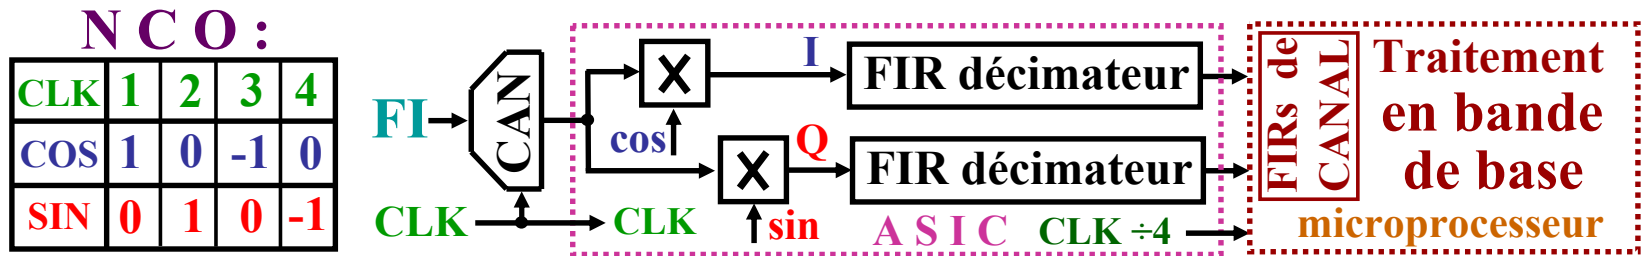 N C O :
CLK 1 2 3 4
COS 1 0 -1 0
SIN 0 1 0 -1
FI
CAN
CLK
X
cos
I
FIR décimateur
X
sin
Q
FIR décimateur
CLK
A S I C
CLK ÷4
FIRs de
CANAL
Traitement
en bande
de base
microprocesseur